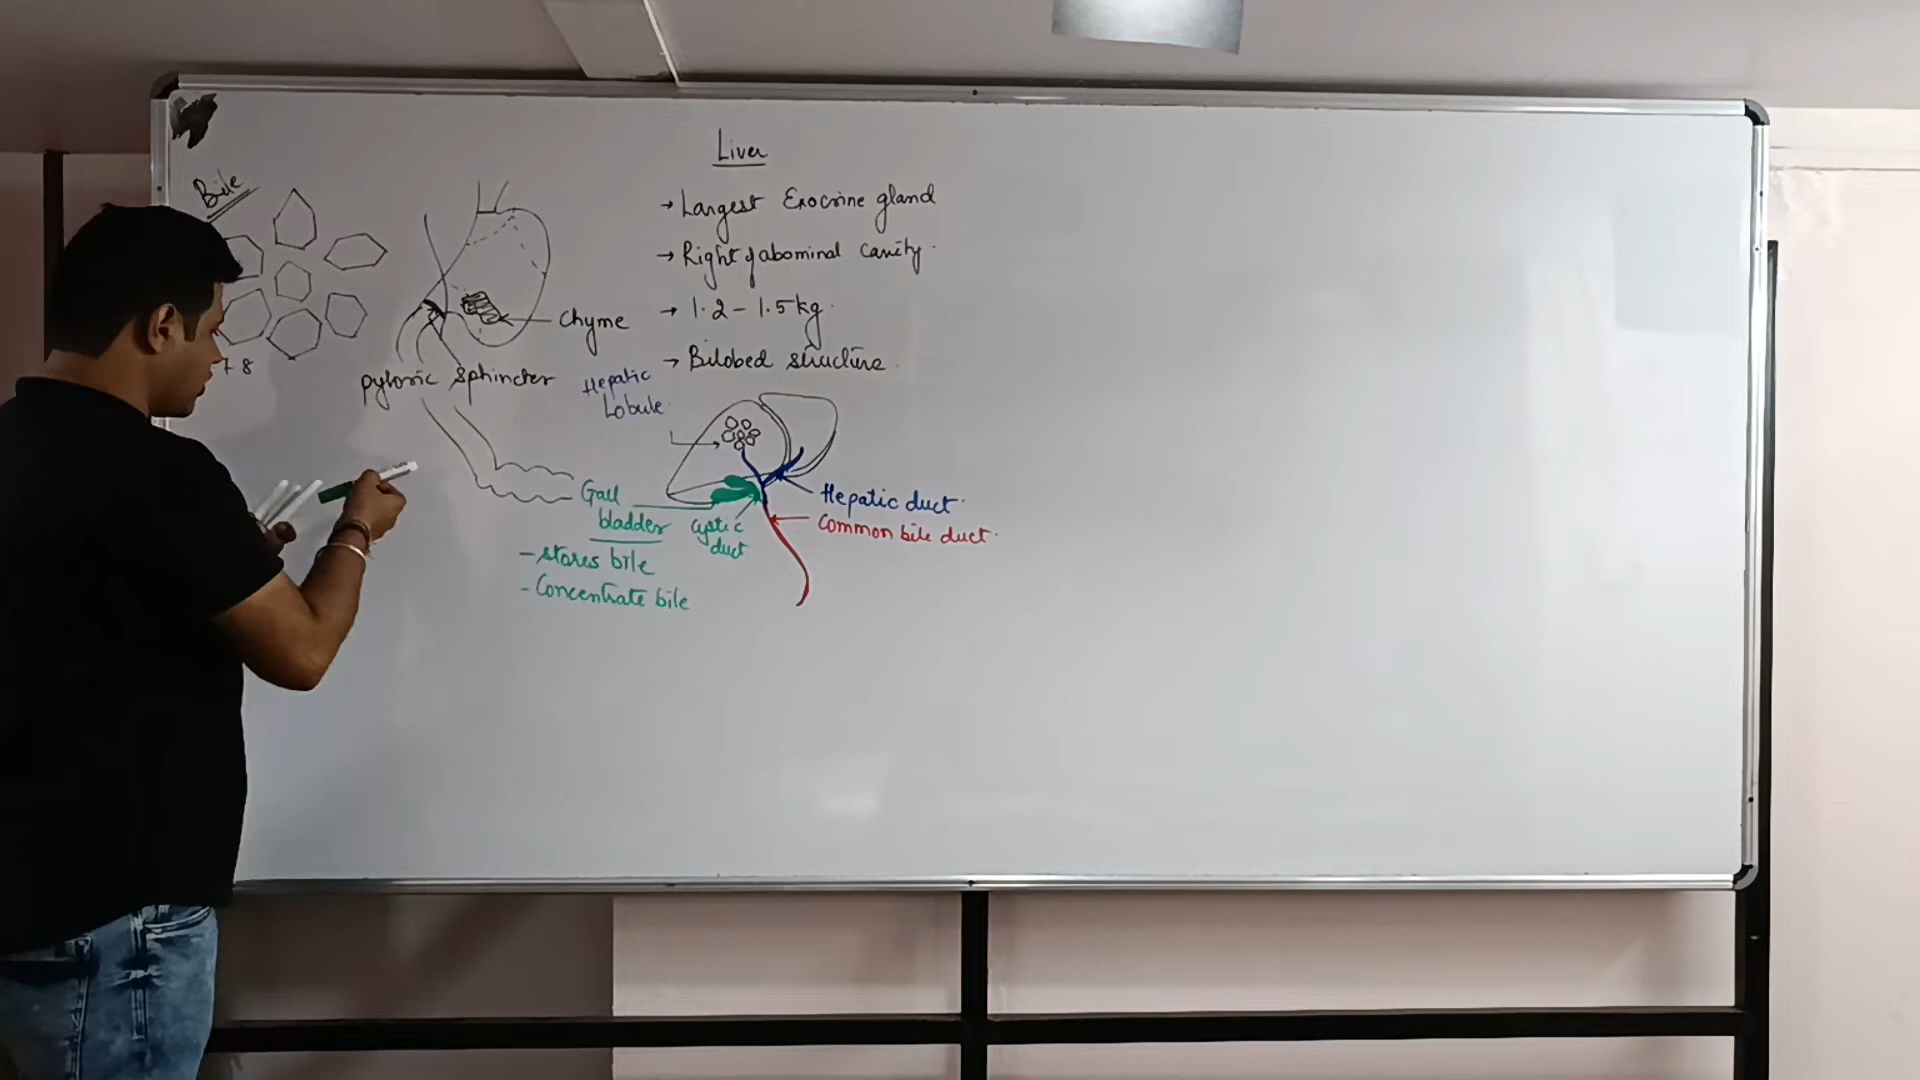 Liver
Bile
→ Largest Exocrine gland
→ Right of abominal cavity.
Chyme
→ 1.2 - 1.5 kg.
→ Bilobed structure.
8
pyloric sphincter
Hepatic
Lobule.
Gall
bladder
cystic
duct
Hepatic duct.
Common bile duct.
- stores bile
- Concentrate bile